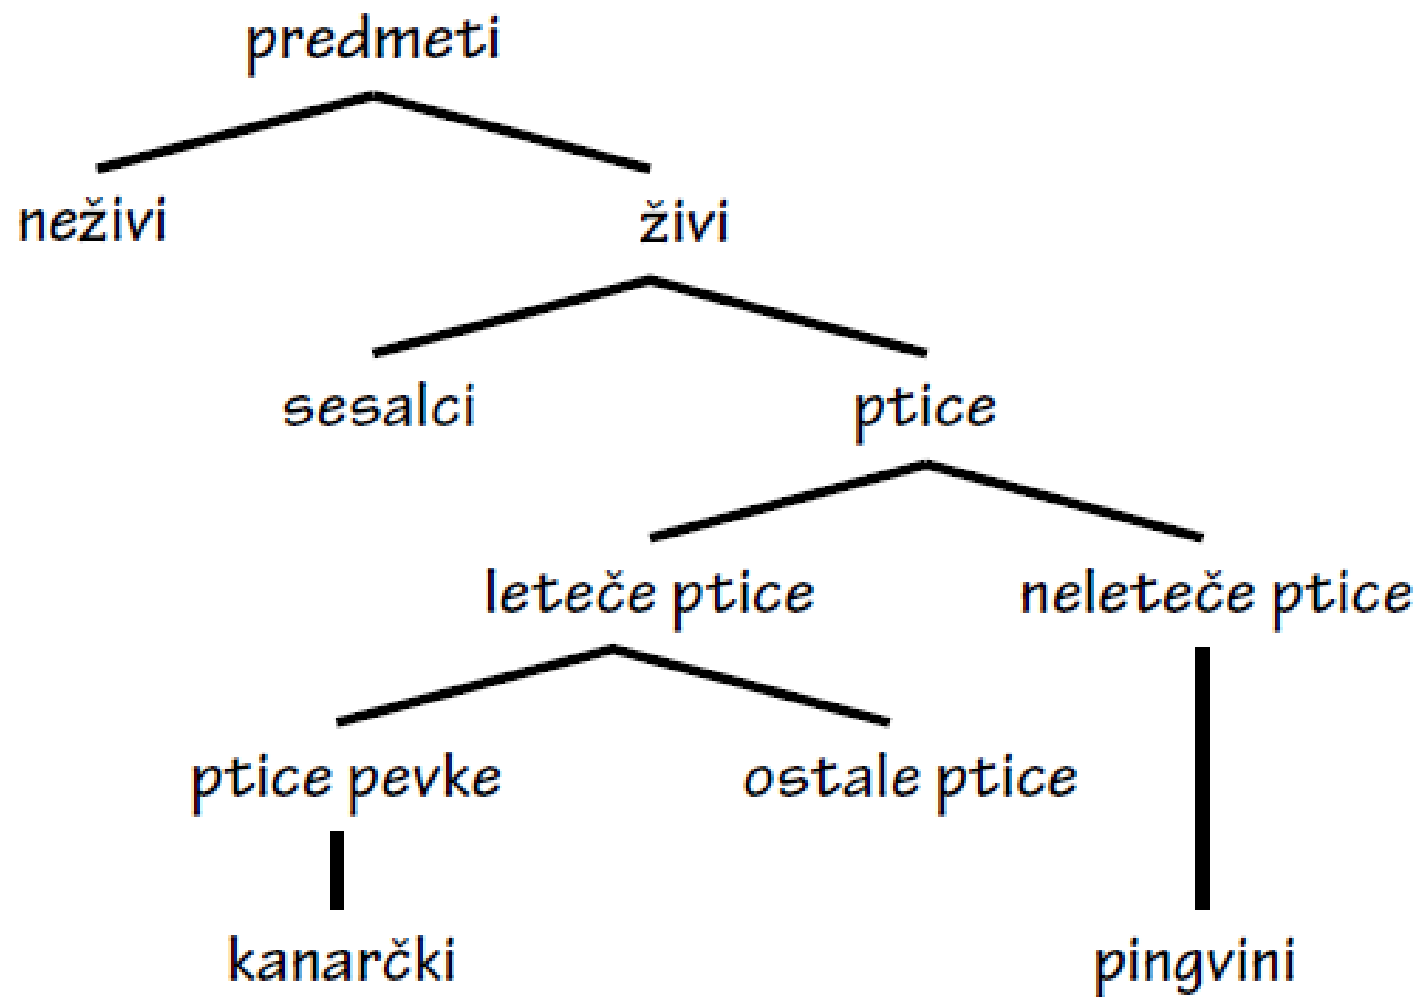 predmeti
neživi živi
sesalci ptice
leteče ptice neleteče ptice
ptice pevke ostale ptice
kanarčki pingvini